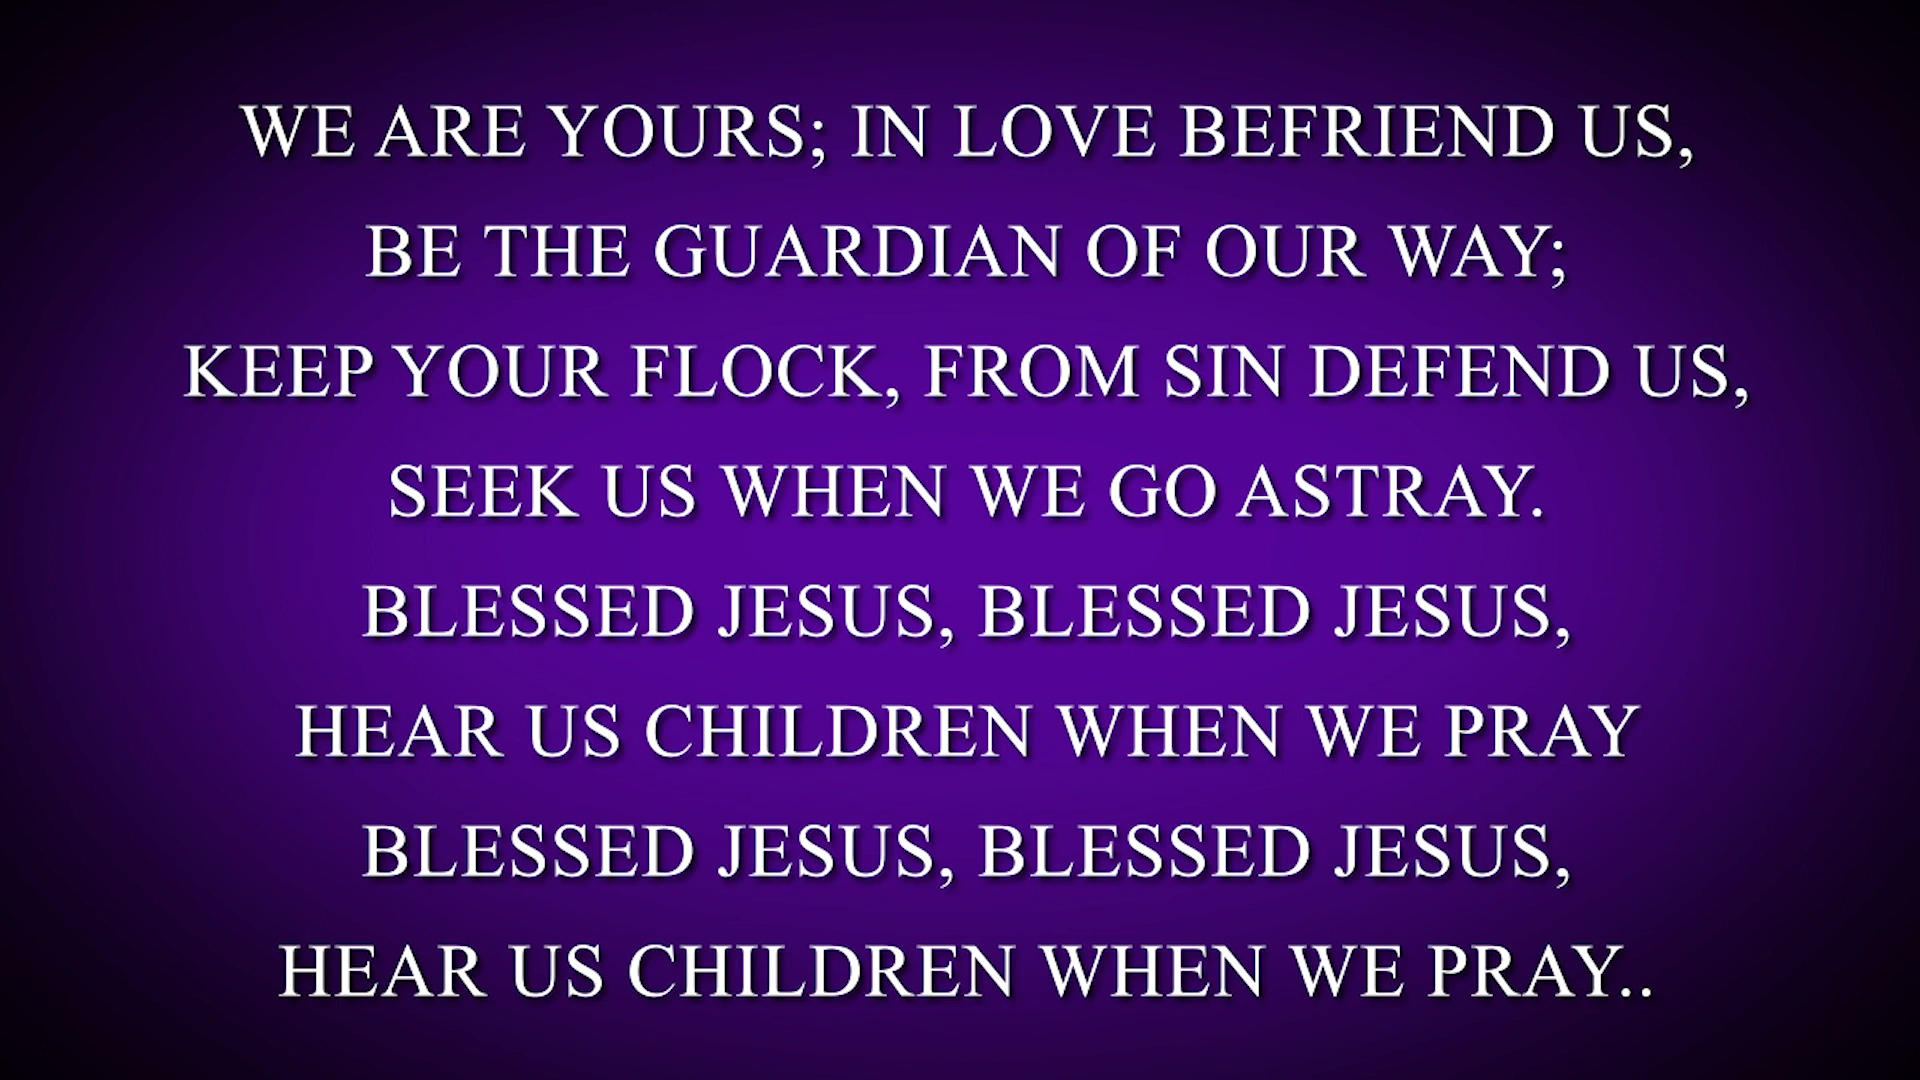 WE ARE YOURS; IN LOVE BEFRIEND US,
BE THE GUARDIAN OF OUR WAY;
KEEP YOUR FLOCK, FROM SIN DEFEND US,
SEEK US WHEN WE GO ASTRAY.
BLESSED JESUS, BLESSED JESUS,
HEAR US CHILDREN WHEN WE PRAY
BLESSED JESUS, BLESSED JESUS,
HEAR US CHILDREN WHEN WE PRAY..